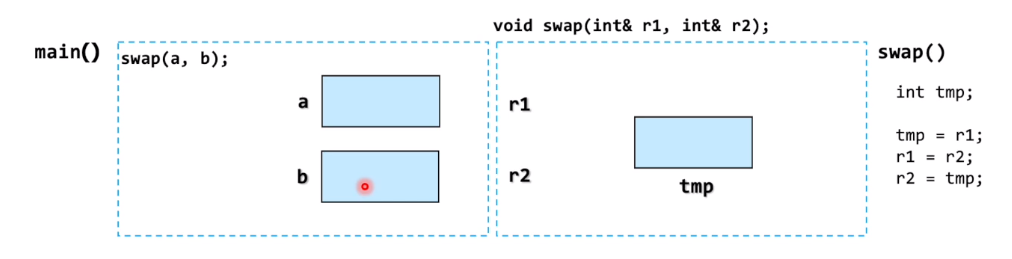 void swap(int& r1, int& r2);
main()
swap(a, b);
a
b
r1
r2
tmp
swap()
int tmp;
tmp = r1;
r1 = r2;
r2 = tmp;